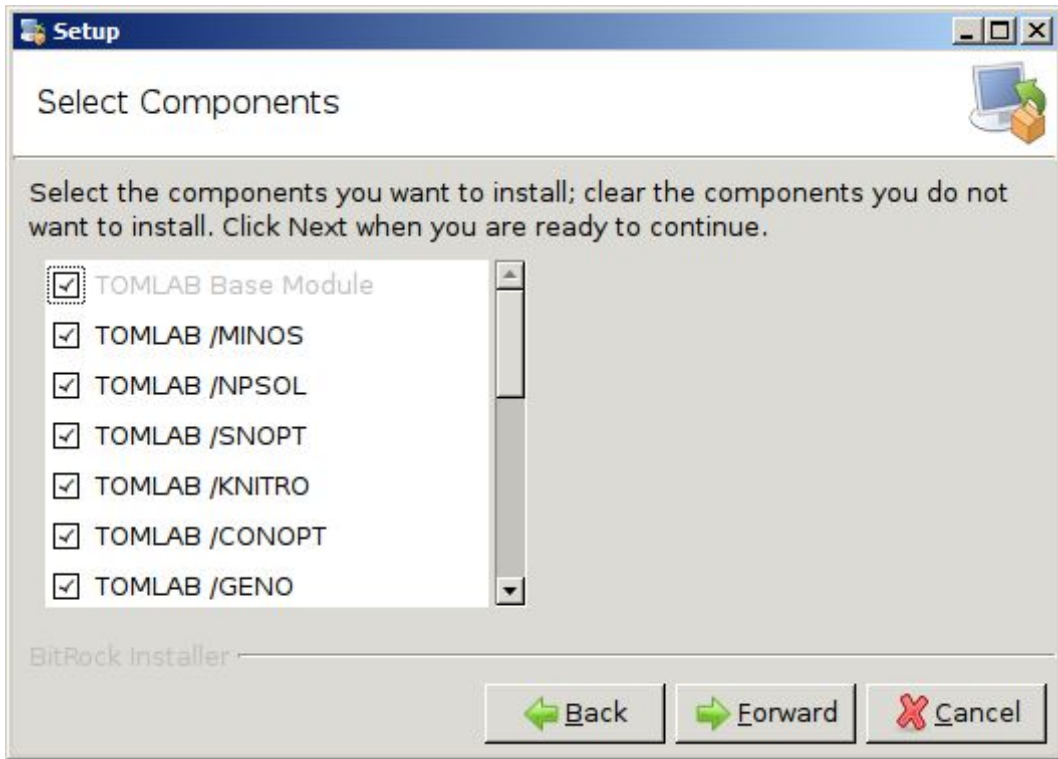 Setup
Select Components
Select the components you want to install; clear the components you do not
want to install. Click Next when you are ready to continue.
TOMLAB Base Module
TOMLAB /MINOS
TOMLAB /NPSOL
TOMLAB /SNOPT
TOMLAB /KNITRO
TOMLAB /CONOPT
TOMLAB /GENO
BitRock Installer
Back Forward Cancel